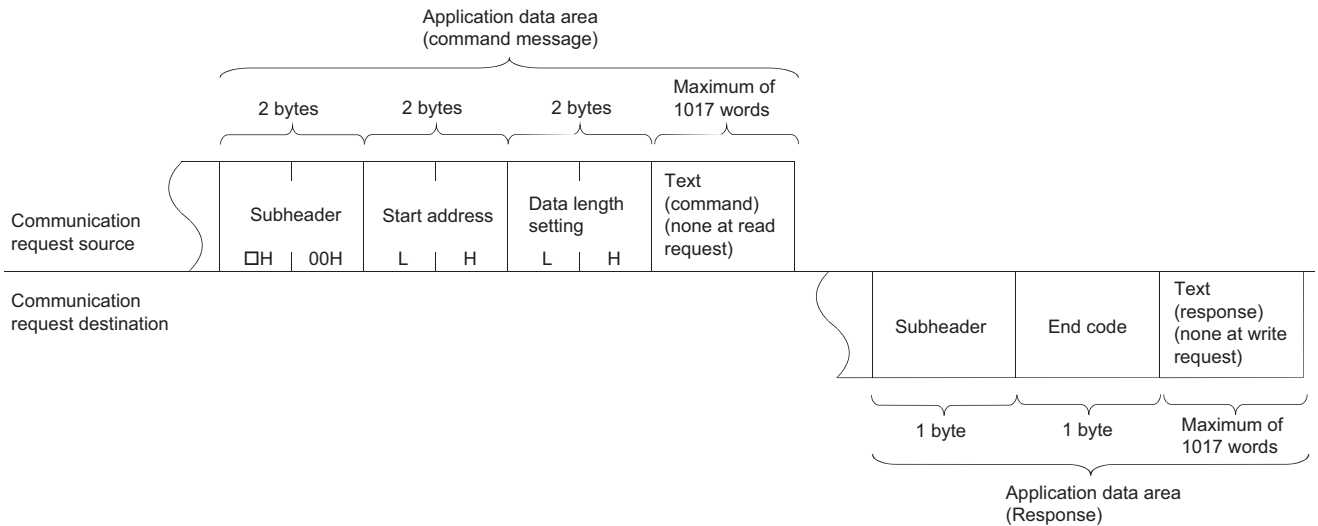 Application data area
(command message)
2 bytes
2 bytes
2 bytes
Maximum of
1017 words
Communication
request source
Subheader
□H
00H
Start address
L
H
Data length
setting
L
H
Text
(command)
(none at read
request)
Communication
request destination
Subheader
End code
Text
(response)
(none at write
request)
1 byte
1 byte
Maximum of
1017 words
Application data area
(Response)